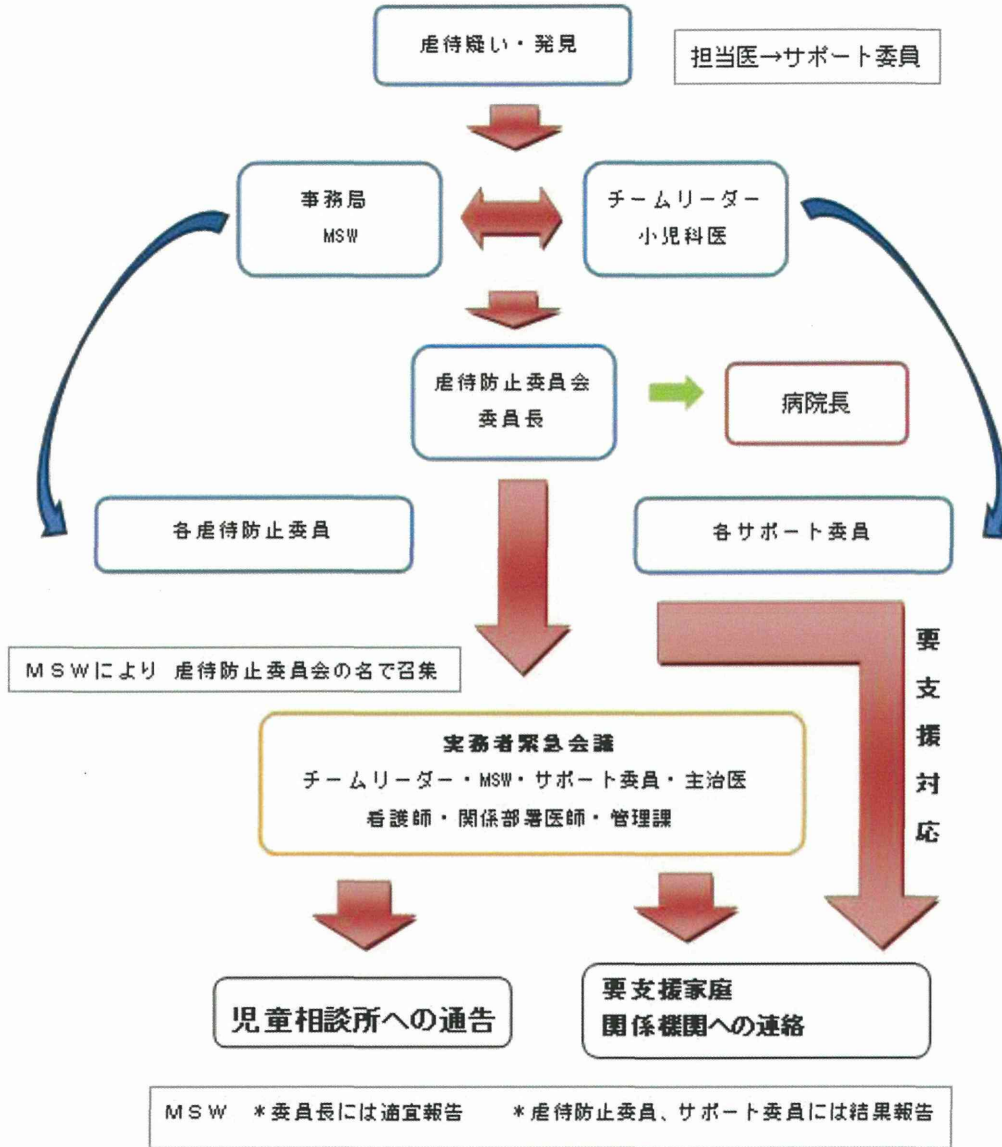 虐待疑い・発見
担当医→サポート委員
事務局
MSW
チームリーダー
小児科医
虐待防止委員会
委員長
病院長
各虐待防止委員
各サポート委員
要支援対応
MSWにより 虐待防止委員会の名で召集
実務者緊急会議
チームリーダー・MSW・サポート委員・主治医
看護師・関係部署医師・管理課
児童相談所への通告
要支援家庭
関係機関への連絡
MSW *委員長には適宜報告 *虐待防止委員、サポート委員には結果報告